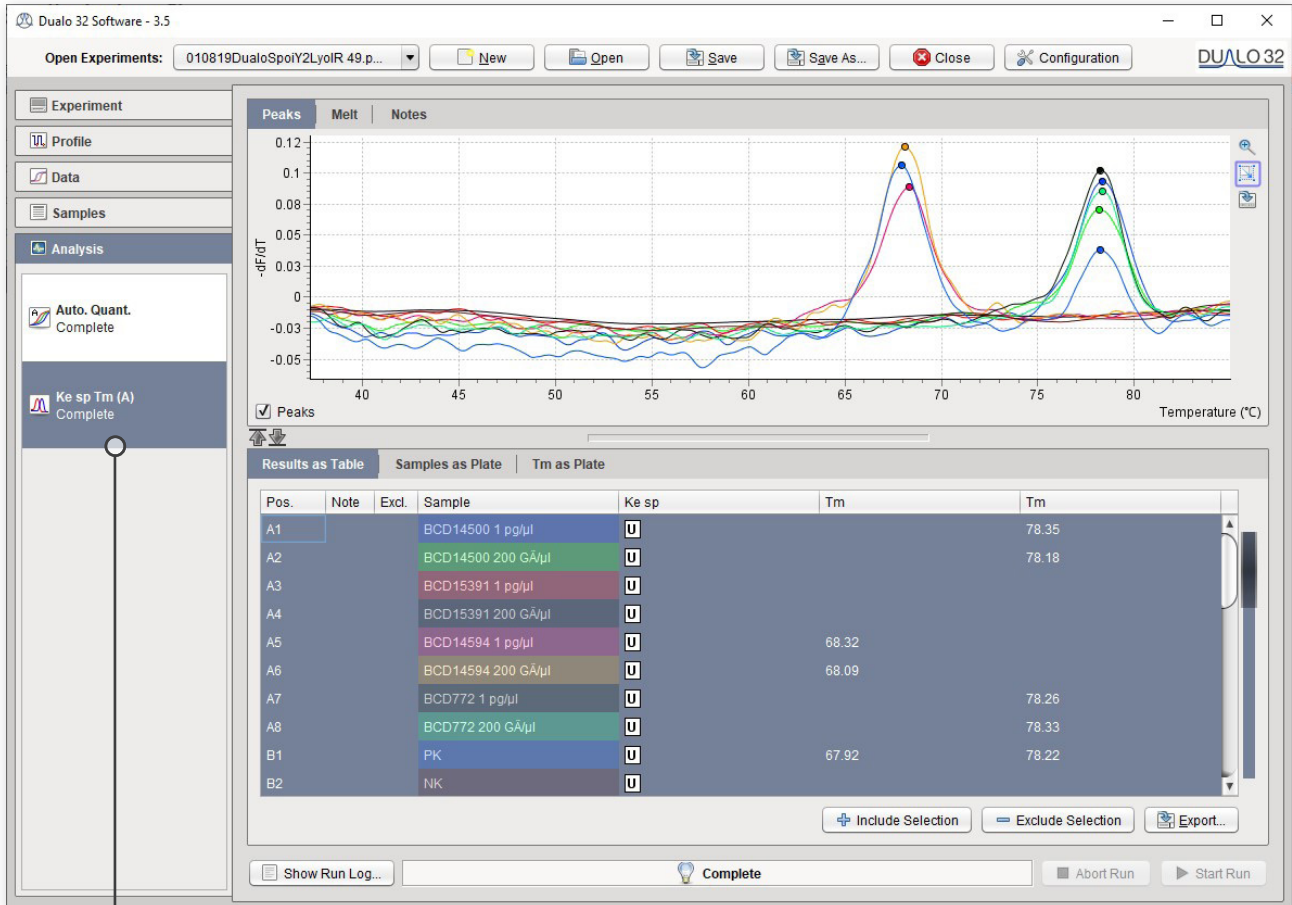 Dualo 32 Software - 3.5
Open Experiments: 010819DualoSpoiY2LyoIR 49.p... New Open Save Save As... Close Configuration DUALO 32
Experiment
Profile
Data
Samples
Analysis
Auto. Quant.
Complete
Ke sp Tm (A)
Complete
Peaks Melt Notes
0.12
0.1
0.08
0.05
0.03
0
-0.03
-0.05
-dF/dT
40 45 50 55 60 65 70 75 80
Peaks Temperature (°C)
Results as Table Samples as Plate Tm as Plate
Pos. Note Excl. Sample Ke sp Tm Tm
A1 BCD14500 1 pg/µl U 78.35
A2 BCD14500 200 GÄ/µl U 78.18
A3 BCD15391 1 pg/µl U
A4 BCD15391 200 GÄ/µl U
A5 BCD14594 1 pg/µl U 68.32
A6 BCD14594 200 GÄ/µl U 68.09
A7 BCD772 1 pg/µl U 78.26
A8 BCD772 200 GÄ/µl U 78.33
B1 PK U 67.92 78.22
B2 NK U
Include Selection Exclude Selection Export...
Show Run Log... Complete Abort Run Start Run